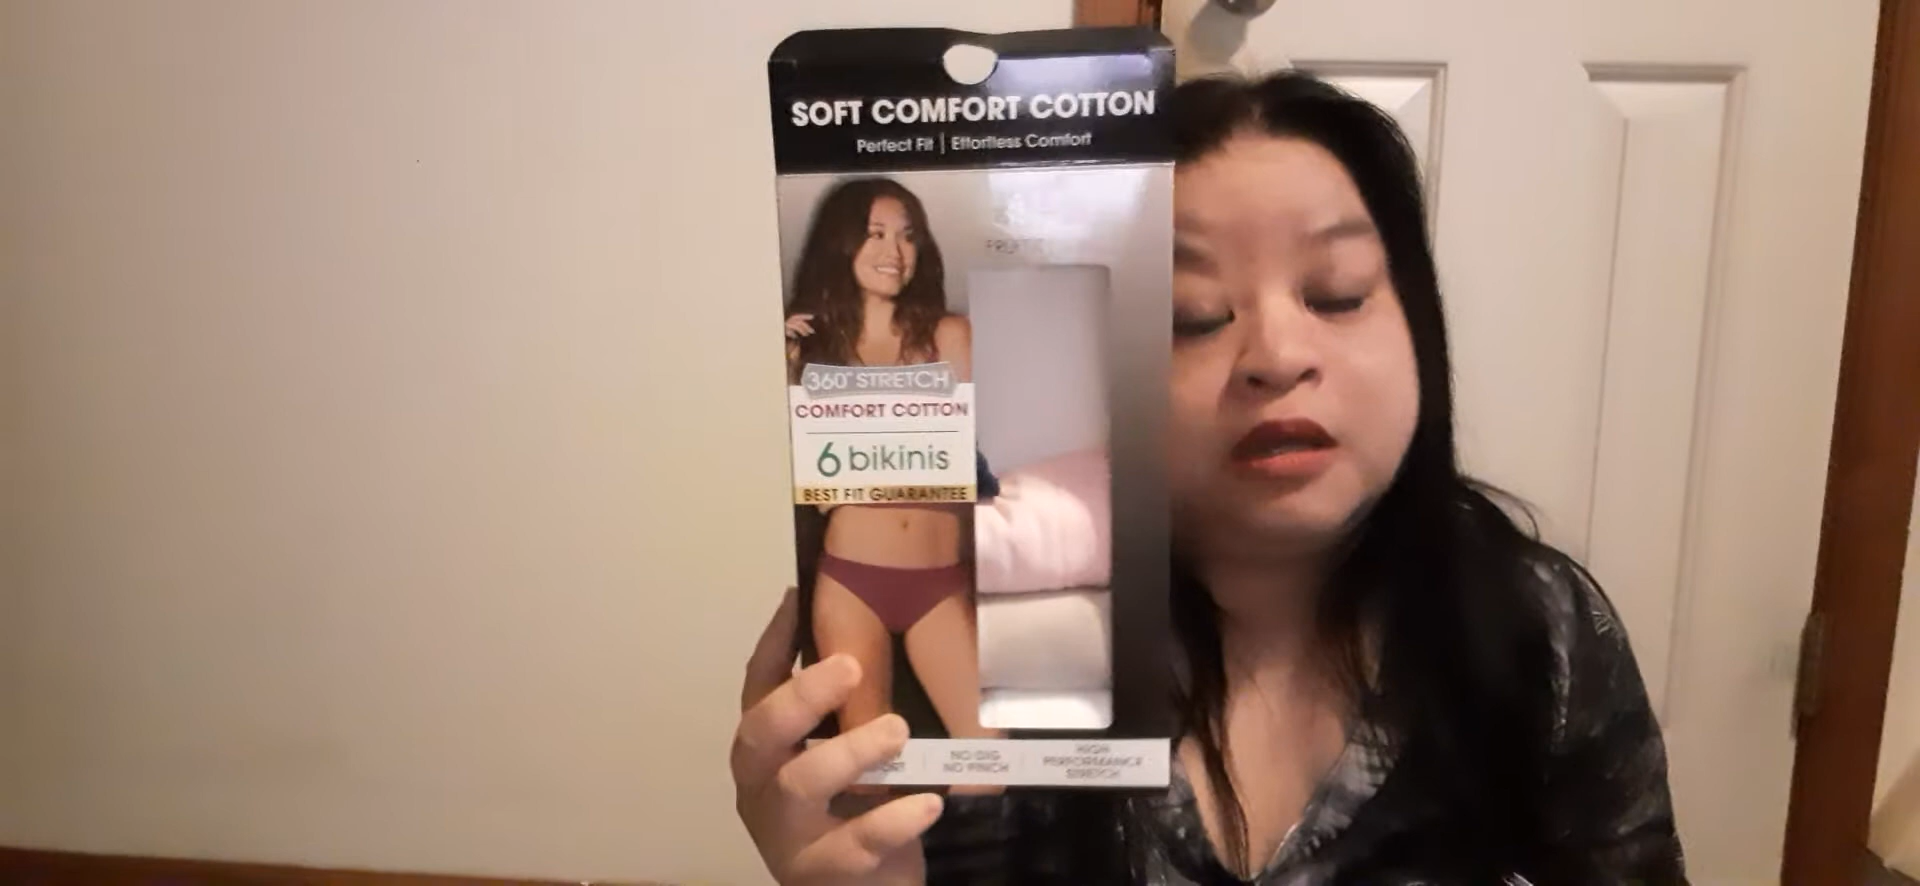 SOFT COMFORT COTTON
Perfect Fit | Effortless Comfort
FRUIT
360° STRETCH
COMFORT COTTON
6 bikinis
BEST FIT GUARANTEE
NO DIG
NO PINCH
HIGH
PERFORMANCE
STRETCH